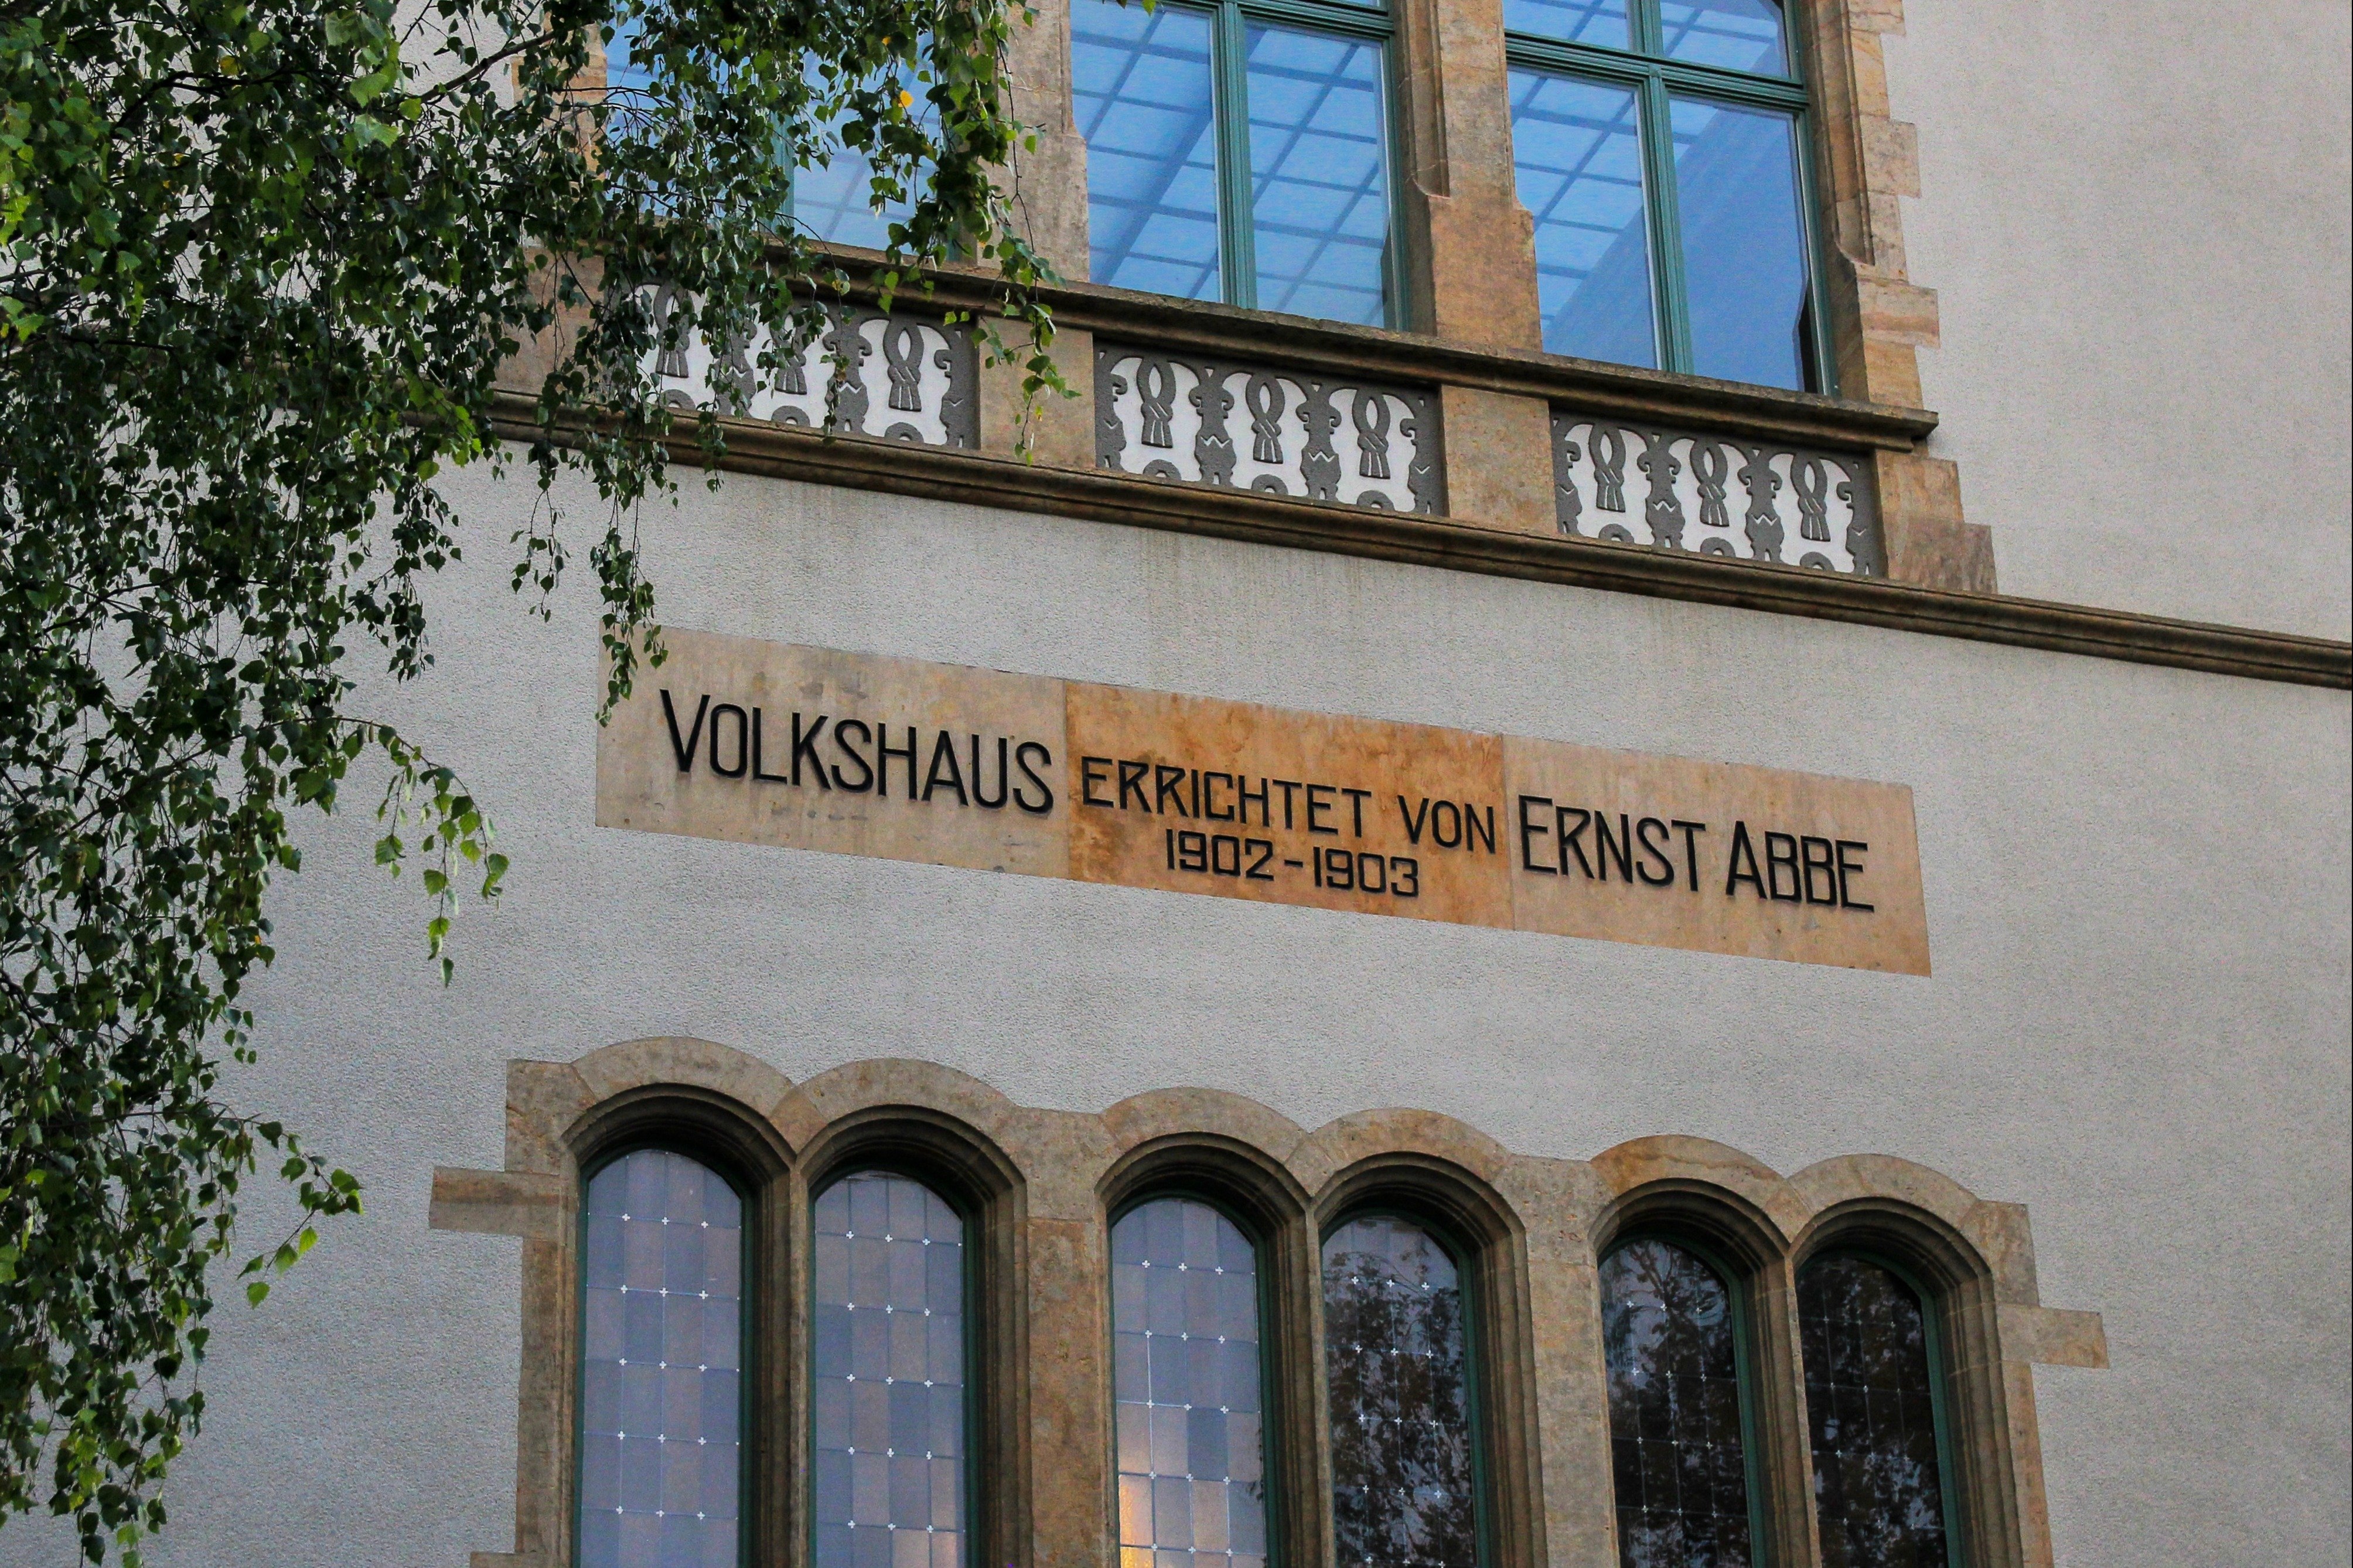 VOLKSHAUS ERRICHTET VON ERNST ABBE
1902-1903